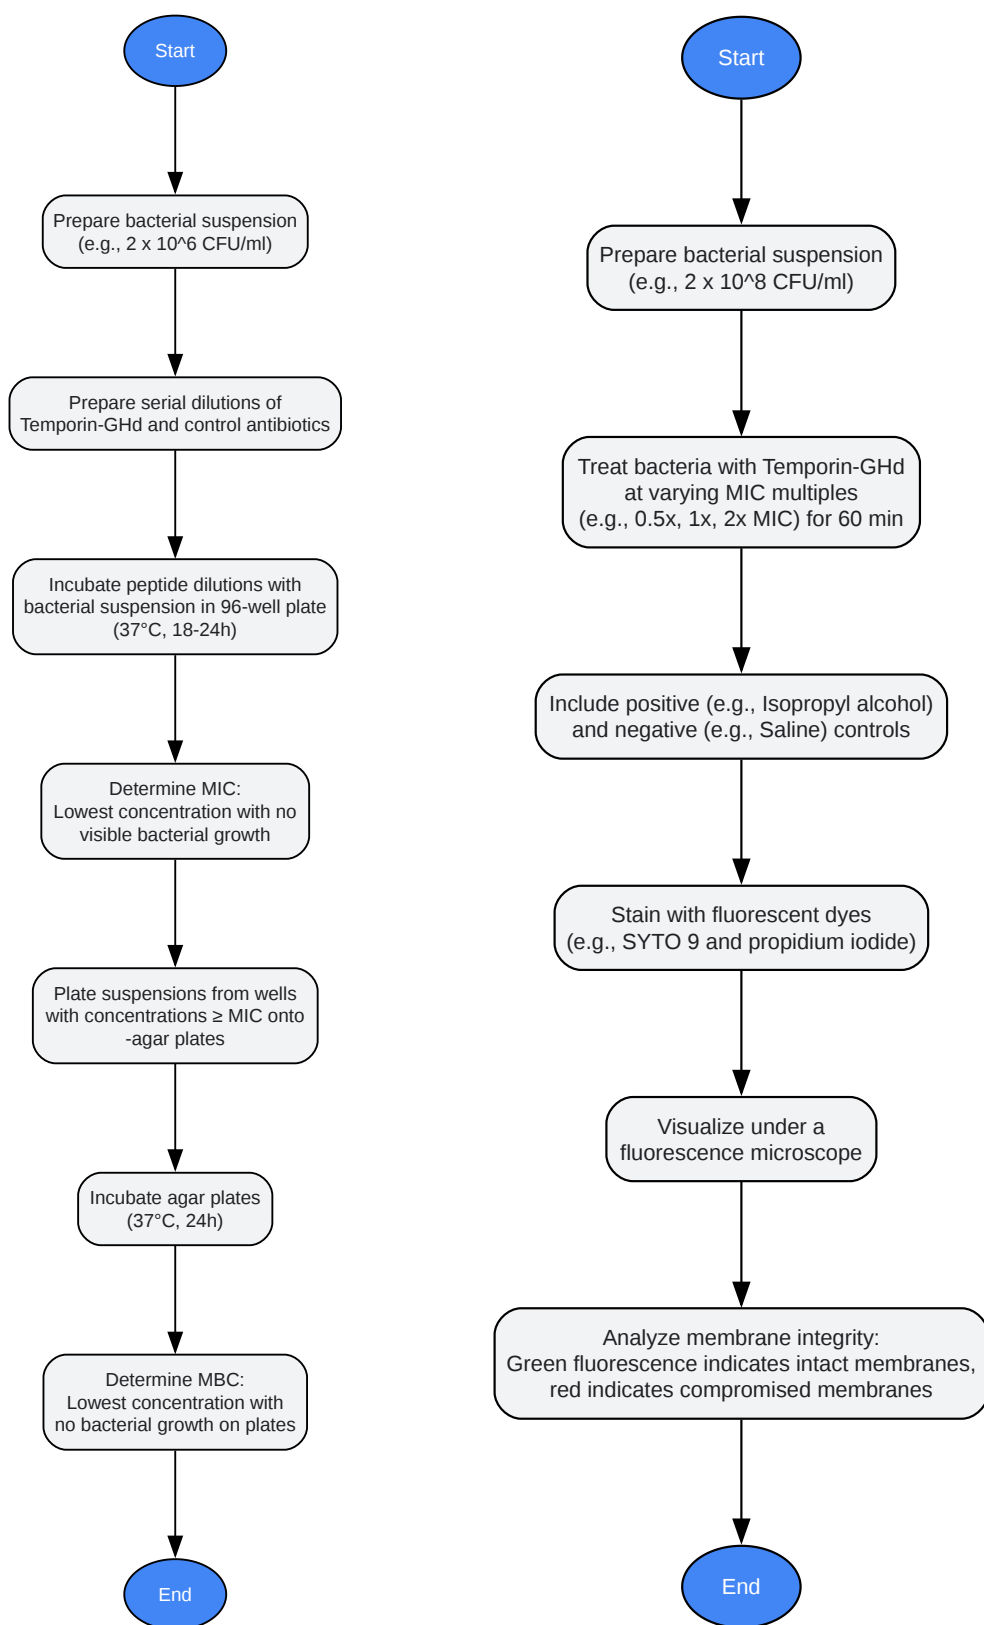 Start
Prepare bacterial suspension
(e.g., 2 x 10^6 CFU/ml)
Prepare serial dilutions of
Temporin-GHd and control antibiotics
Incubate peptide dilutions with
bacterial suspension in 96-well plate
(37°C, 18-24h)
Determine MIC:
Lowest concentration with no
visible bacterial growth
Plate suspensions from wells
with concentrations ≥ MIC onto
-agar plates
Incubate agar plates
(37°C, 24h)
Determine MBC:
Lowest concentration with
no bacterial growth on plates
End
Start
Prepare bacterial suspension
(e.g., 2 x 10^8 CFU/ml)
Treat bacteria with Temporin-GHd
at varying MIC multiples
(e.g., 0.5x, 1x, 2x MIC) for 60 min
Include positive (e.g., Isopropyl alcohol)
and negative (e.g., Saline) controls
Stain with fluorescent dyes
(e.g., SYTO 9 and propidium iodide)
Visualize under a
fluorescence microscope
Analyze membrane integrity:
Green fluorescence indicates intact membranes,
red indicates compromised membranes
End